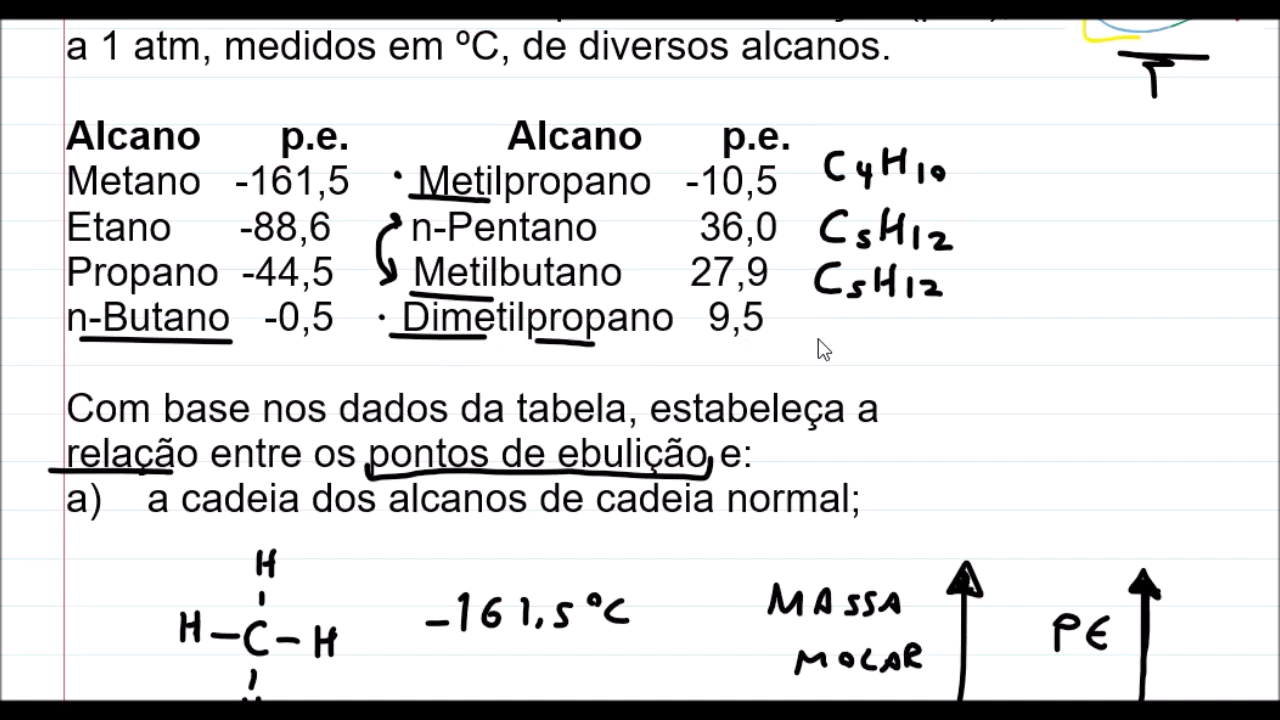 a 1 atm, medidos em ºC, de diversos alcanos.
T
Alcano p.e. Alcano p.e.
Metano -161,5 · Metilpropano -10,5 C4H10
Etano -88,6 n-Pentano 36,0 C5H12
Propano -44,5 Metilbutano 27,9 C5H12
n-Butano -0,5 · Dimetilpropano 9,5
Com base nos dados da tabela, estabeleça a
relação entre os pontos de ebulição e:
a) a cadeia dos alcanos de cadeia normal;
H
H-C-H -161,5°C MASSA
MOLAR PE